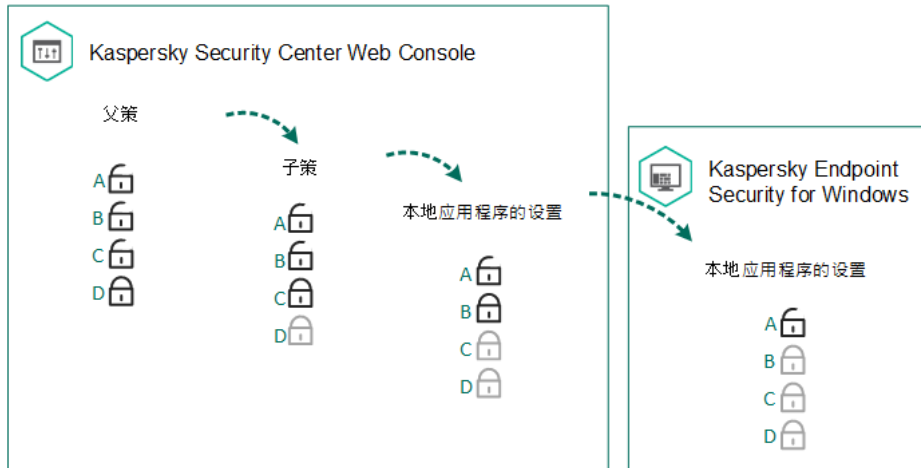 Kaspersky Security Center Web Console
父策
A
B
C
D
子策
A
B
C
D
本地应用程序的设置
A
B
C
D
Kaspersky Endpoint
Security for Windows
本地应用程序的设置
A
B
C
D